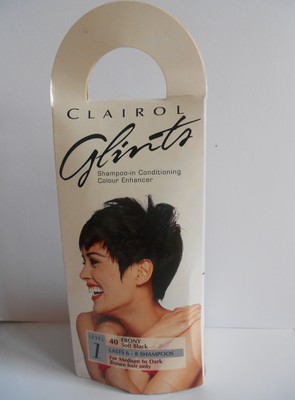 CLAIROL
Glints
Shampoo-in Conditioning
Colour Enhancer
LEVEL
1
40 EBONY
Soft Black
LASTS 6 - 8 SHAMPOOS
For Medium to Dark
Brown hair only